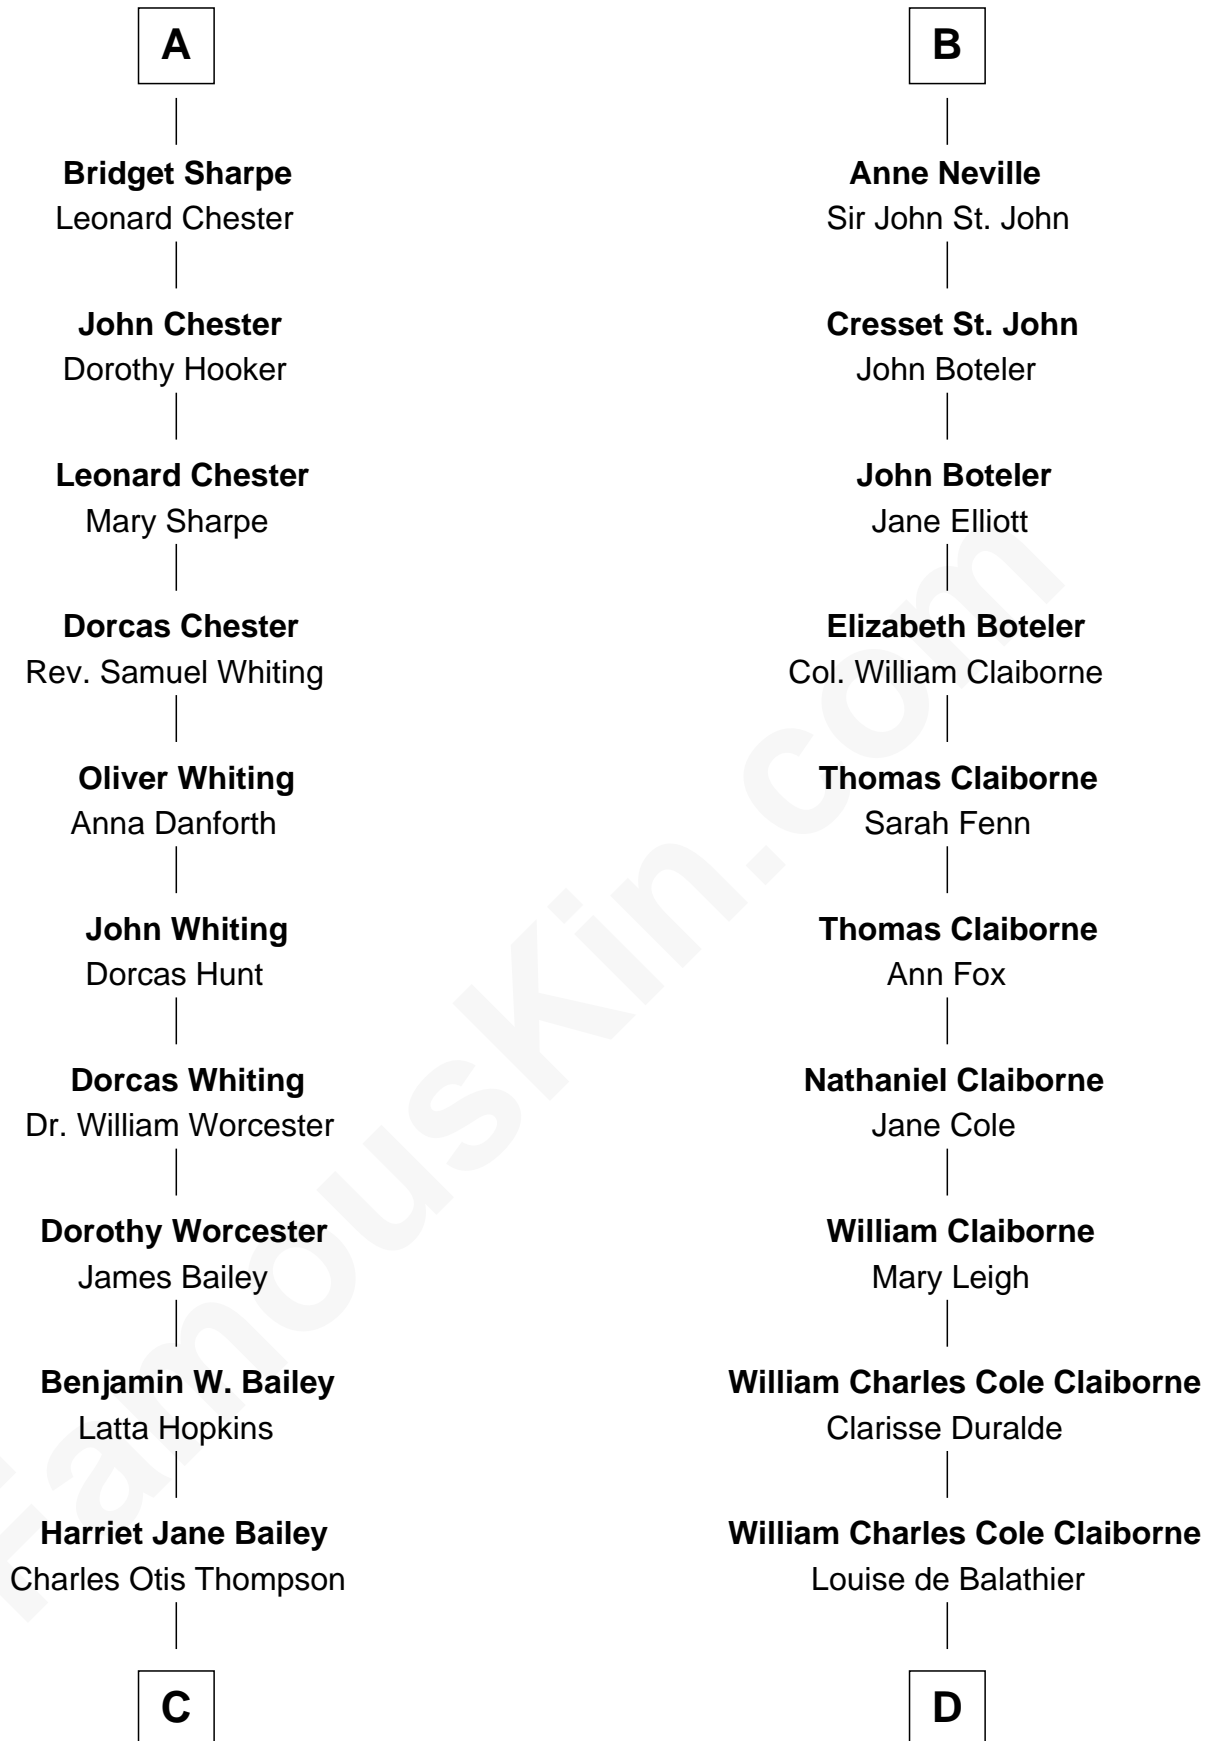 A
Bridget Sharpe
Leonard Chester
John Chester
Dorothy Hooker
Leonard Chester
Mary Sharpe
Dorcas Chester
Rev. Samuel Whiting
Oliver Whiting
Anna Danforth
John Whiting
Dorcas Hunt
Dorcas Whiting
Dr. William Worcester
Dorothy Worcester
James Bailey
Benjamin W. Bailey
Latta Hopkins
Harriet Jane Bailey
Charles Otis Thompson
C
B
Anne Neville
Sir John St. John
Cresset St. John
John Boteler
John Boteler
Jane Elliott
Elizabeth Boteler
Col. William Claiborne
Thomas Claiborne
Sarah Fenn
Thomas Claiborne
Ann Fox
Nathaniel Claiborne
Jane Cole
William Claiborne
Mary Leigh
William Charles Cole Claiborne
Clarisse Duralde
William Charles Cole Claiborne
Louise de Balathier
D
FamousKin.com